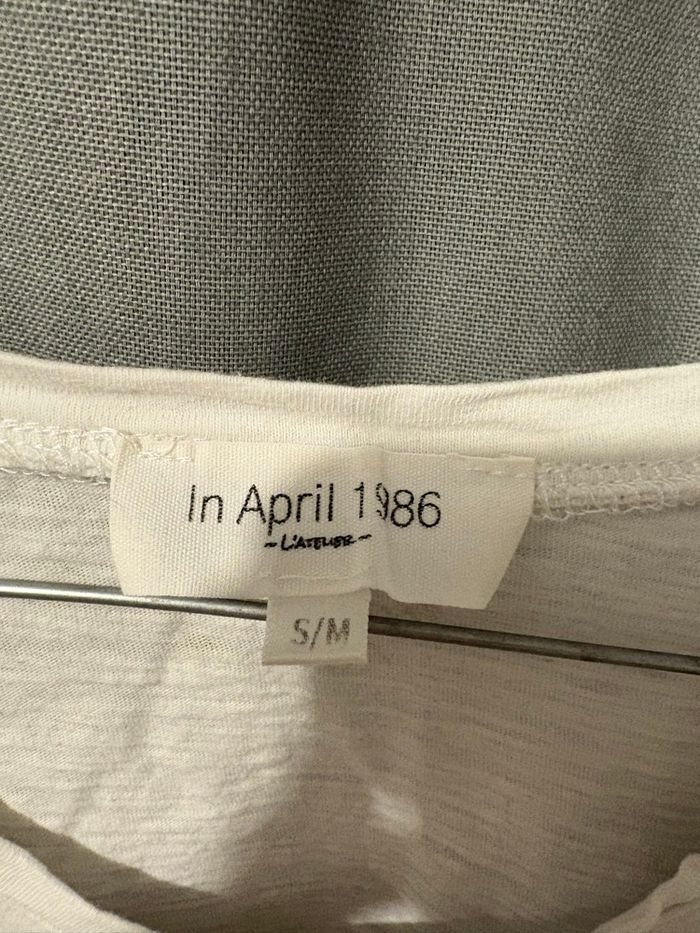 In April 1986
~ L'ATELIER ~
S/M